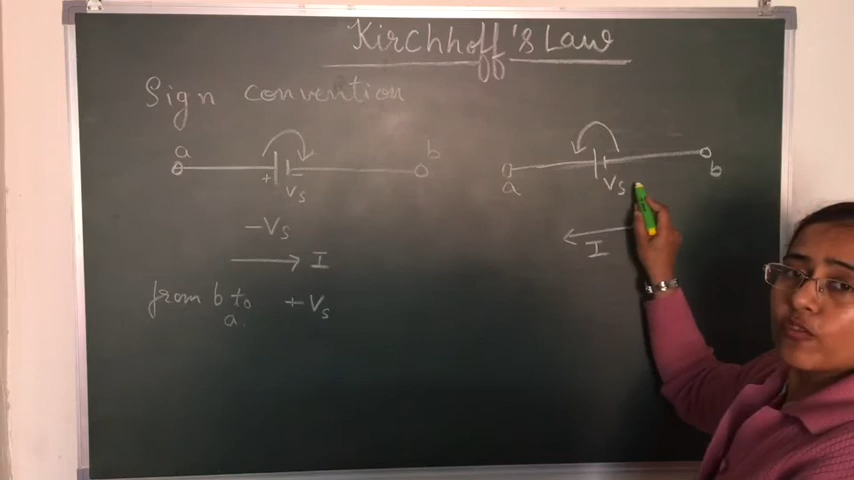 Kirchhoff's Law
Sign convention
a b
+ -
Vs
-Vs
→ I
from b to +Vs
a.
a b
Vs
← I